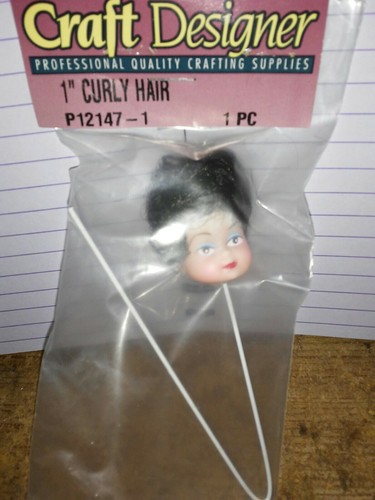 Craft Designer
PROFESSIONAL QUALITY CRAFTING SUPPLIES
1" CURLY HAIR
P12147-1 1 PC